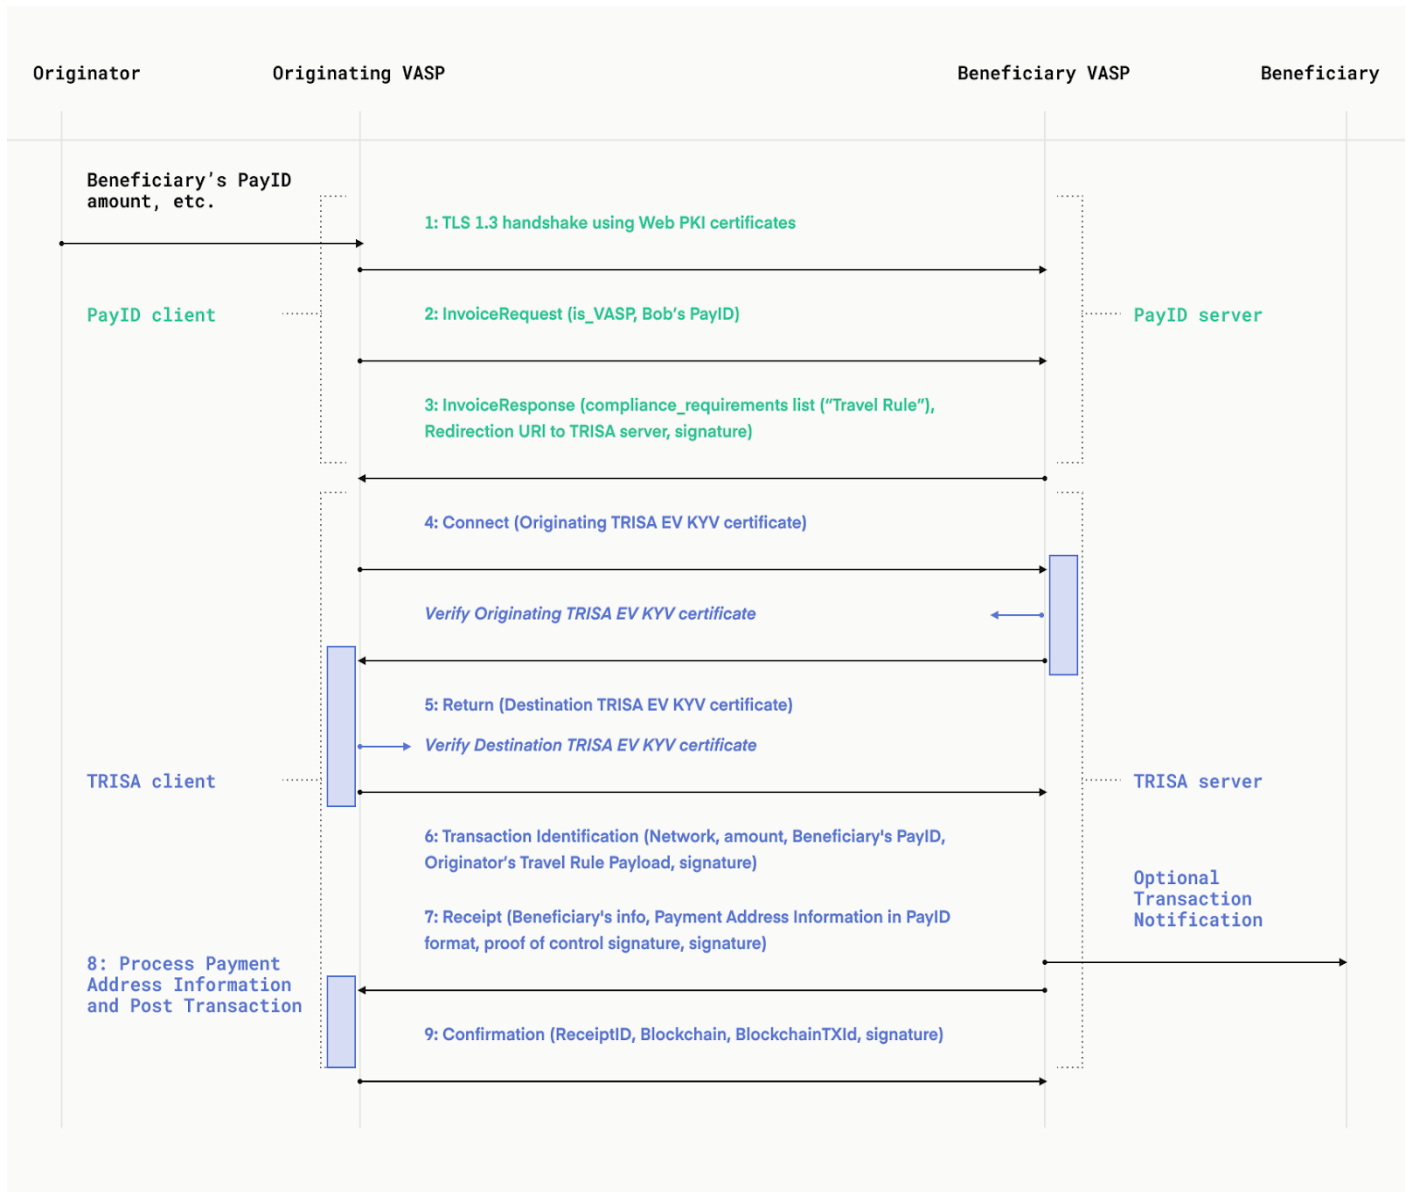 Originator
Originating VASP
Beneficiary VASP
Beneficiary
Beneficiary’s PayID
amount, etc.
1: TLS 1.3 handshake using Web PKI certificates
PayID client
2: InvoiceRequest (is_VASP, Bob’s PayID)
PayID server
3: InvoiceResponse (compliance_requirements list (“Travel Rule”),
Redirection URI to TRISA server, signature)
4: Connect (Originating TRISA EV KYV certificate)
Verify Originating TRISA EV KYV certificate
5: Return (Destination TRISA EV KYV certificate)
Verify Destination TRISA EV KYV certificate
TRISA client
TRISA server
6: Transaction Identification (Network, amount, Beneficiary's PayID,
Originator’s Travel Rule Payload, signature)
Optional
Transaction
Notification
7: Receipt (Beneficiary's info, Payment Address Information in PayID
format, proof of control signature, signature)
8: Process Payment
Address Information
and Post Transaction
9: Confirmation (ReceiptID, Blockchain, BlockchainTXId, signature)